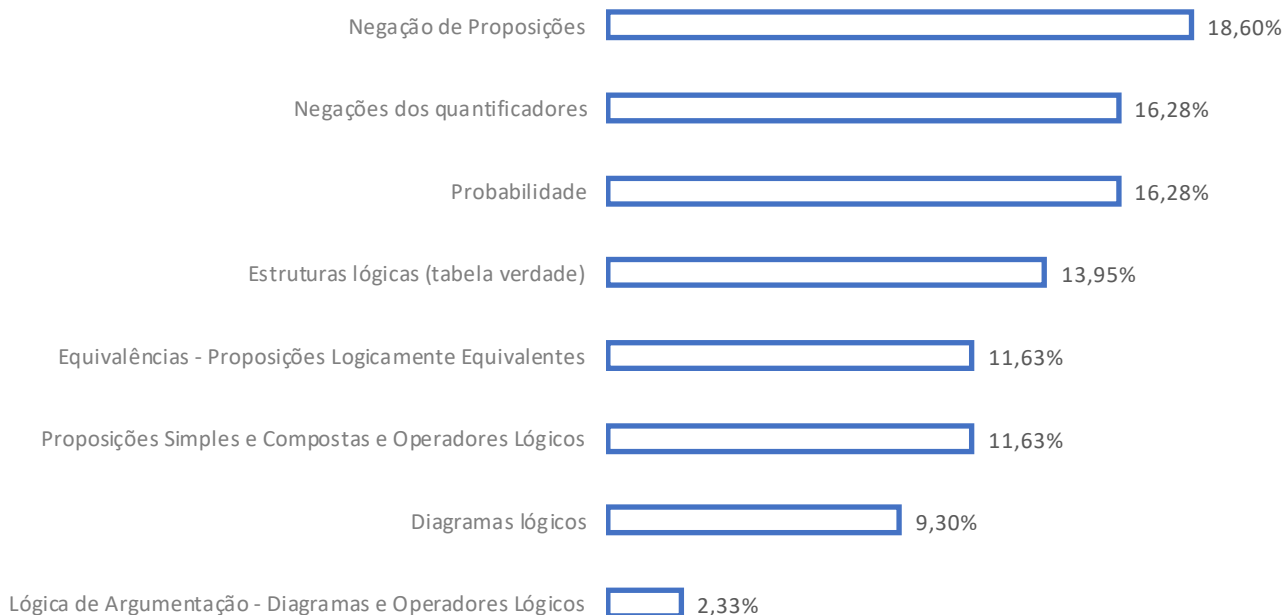 Negação de Proposições 18,60%
Negações dos quantificadores 16,28%
Probabilidade 16,28%
Estruturas lógicas (tabela verdade) 13,95%
Equivalências - Proposições Logicamente Equivalentes 11,63%
Proposições Simples e Compostas e Operadores Lógicos 11,63%
Diagramas lógicos 9,30%
Lógica de Argumentação - Diagramas e Operadores Lógicos 2,33%